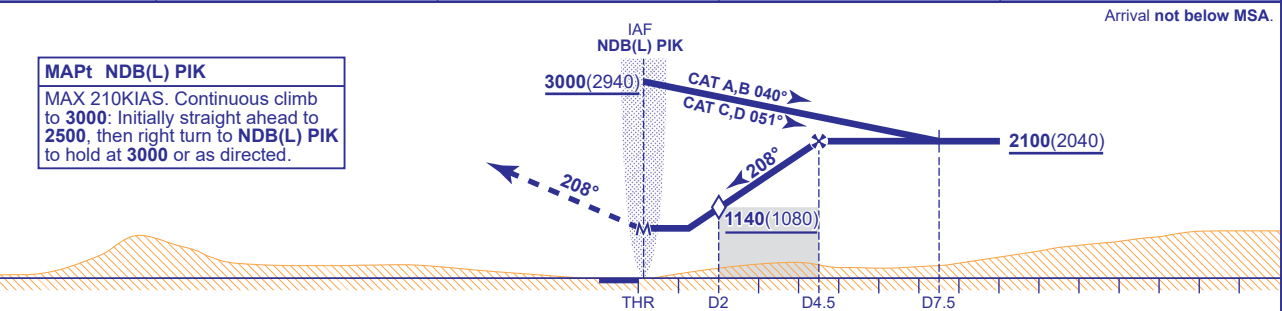 Arrival not below MSA.
IAF
NDB(L) PIK
MAPt NDB(L) PIK
MAX 210KIAS. Continuous climb
to 3000: Initially straight ahead to
2500, then right turn to NDB(L) PIK
to hold at 3000 or as directed.
3000(2940)
CAT A,B 040°
CAT C,D 051°
2100(2040)
208°
208°
1140(1080)
THR D2 D4.5 D7.5